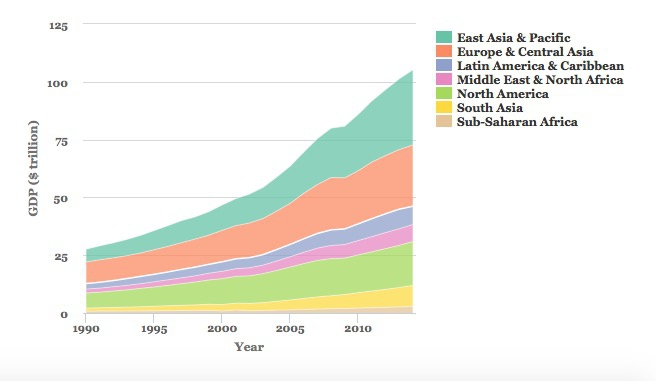 125
100
75
50
25
0
GDP ($ trillion)
1990
1995
2000
2005
2010
Year
East Asia & Pacific
Europe & Central Asia
Latin America & Caribbean
Middle East & North Africa
North America
South Asia
Sub-Saharan Africa